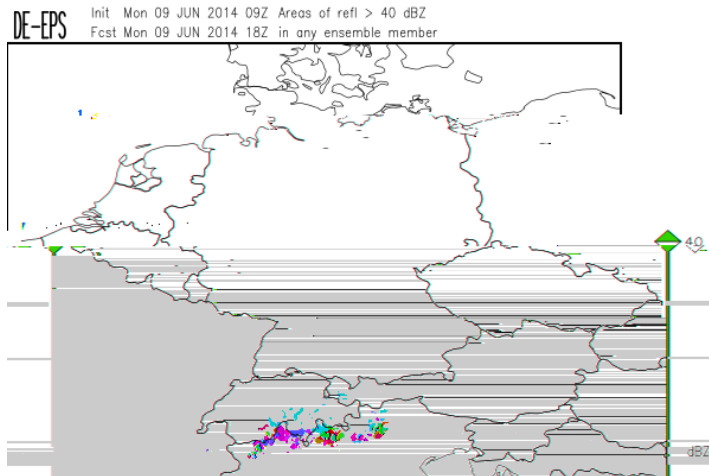 DE-EPS
Init Mon 09 JUN 2014 09Z Areas of refl > 40 dBZ
Fcst Mon 09 JUN 2014 18Z in any ensemble member
40
dBZ